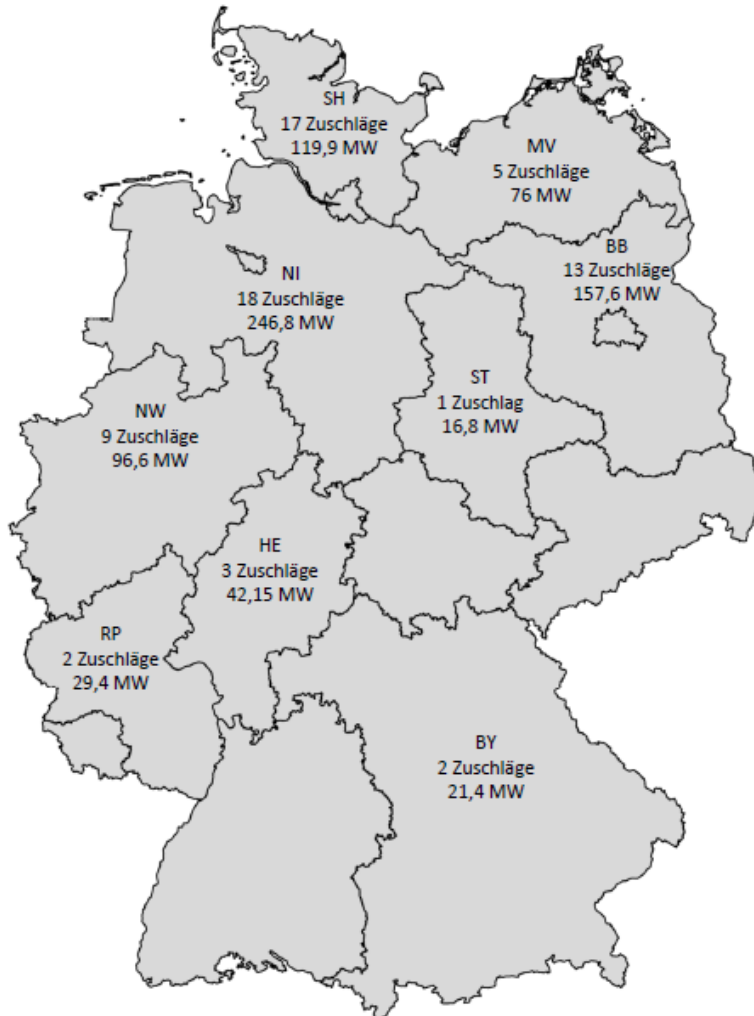 SH
17 Zuschläge
119,9 MW
MV
5 Zuschläge
76 MW
BB
13 Zuschläge
157,6 MW
NI
18 Zuschläge
246,8 MW
ST
1 Zuschlag
16,8 MW
NW
9 Zuschläge
96,6 MW
HE
3 Zuschläge
42,15 MW
RP
2 Zuschläge
29,4 MW
BY
2 Zuschläge
21,4 MW